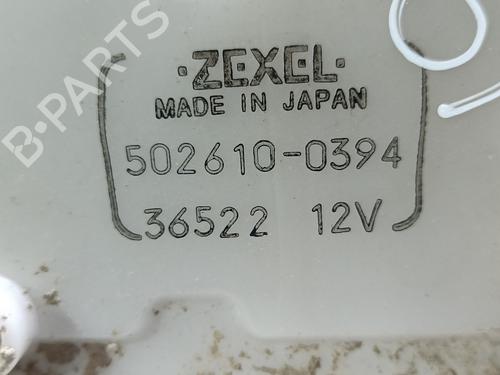 ·ZEXEL·
MADE IN JAPAN
502610-0394
36522 12V
B-PARTS